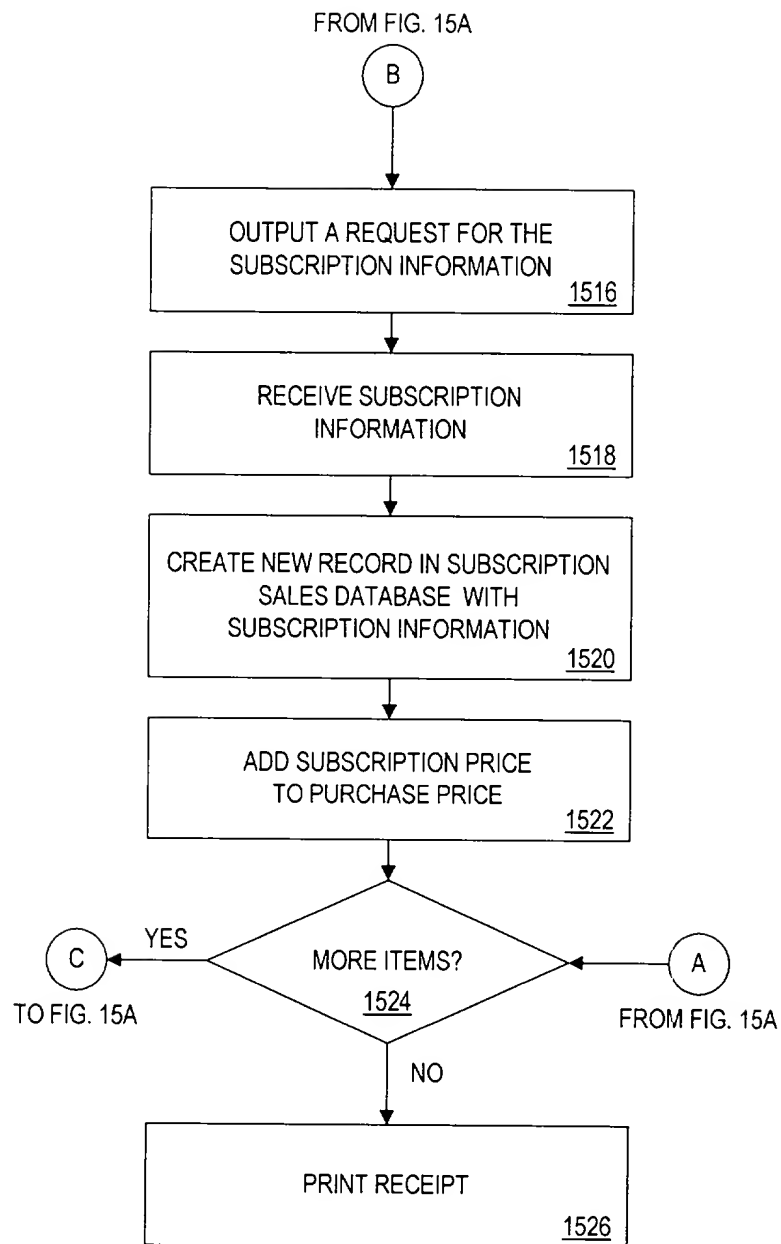 FROM FIG. 15A
B
OUTPUT A REQUEST FOR THE
SUBSCRIPTION INFORMATION
1516
RECEIVE SUBSCRIPTION
INFORMATION
1518
CREATE NEW RECORD IN SUBSCRIPTION
SALES DATABASE WITH
SUBSCRIPTION INFORMATION
1520
ADD SUBSCRIPTION PRICE
TO PURCHASE PRICE
1522
YES
C
TO FIG. 15A
MORE ITEMS?
1524
A
FROM FIG. 15A
NO
PRINT RECEIPT
1526